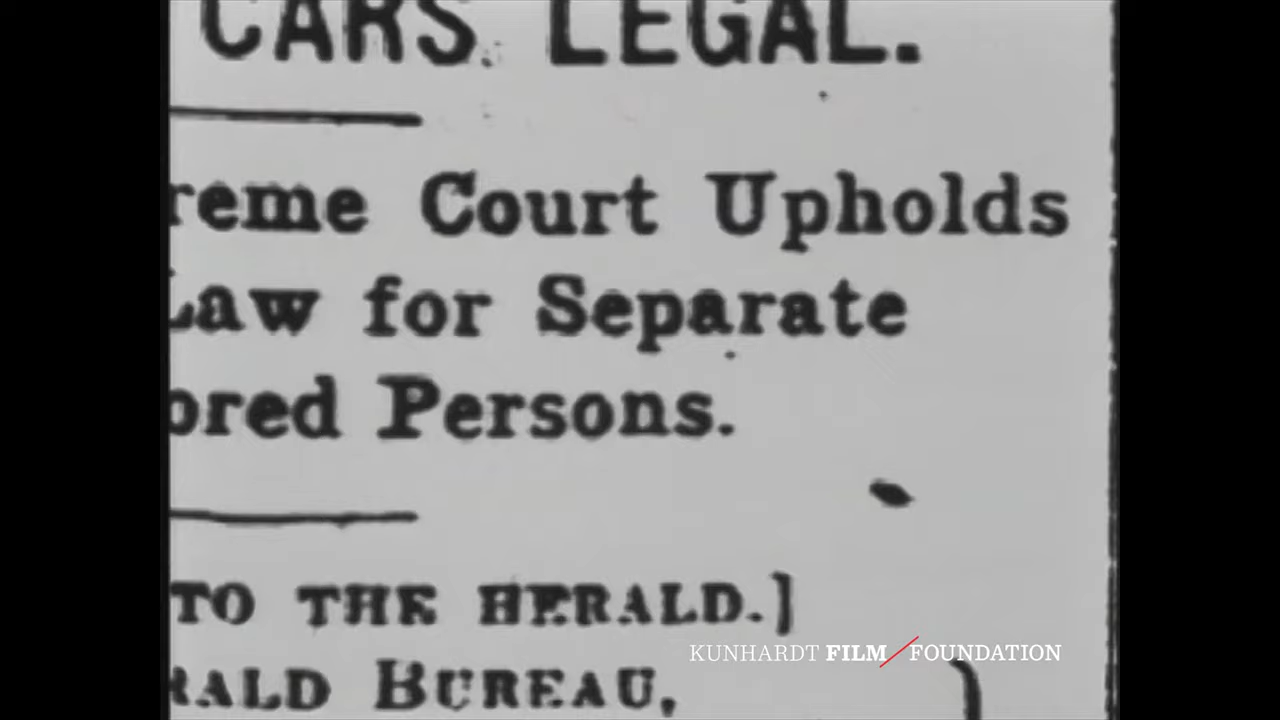 CARS LEGAL.
reme Court Upholds
Law for Separate
ored Persons.
TO THE HERALD.]
RALD BUREAU,
KUNHARDT FILM/FOUNDATION